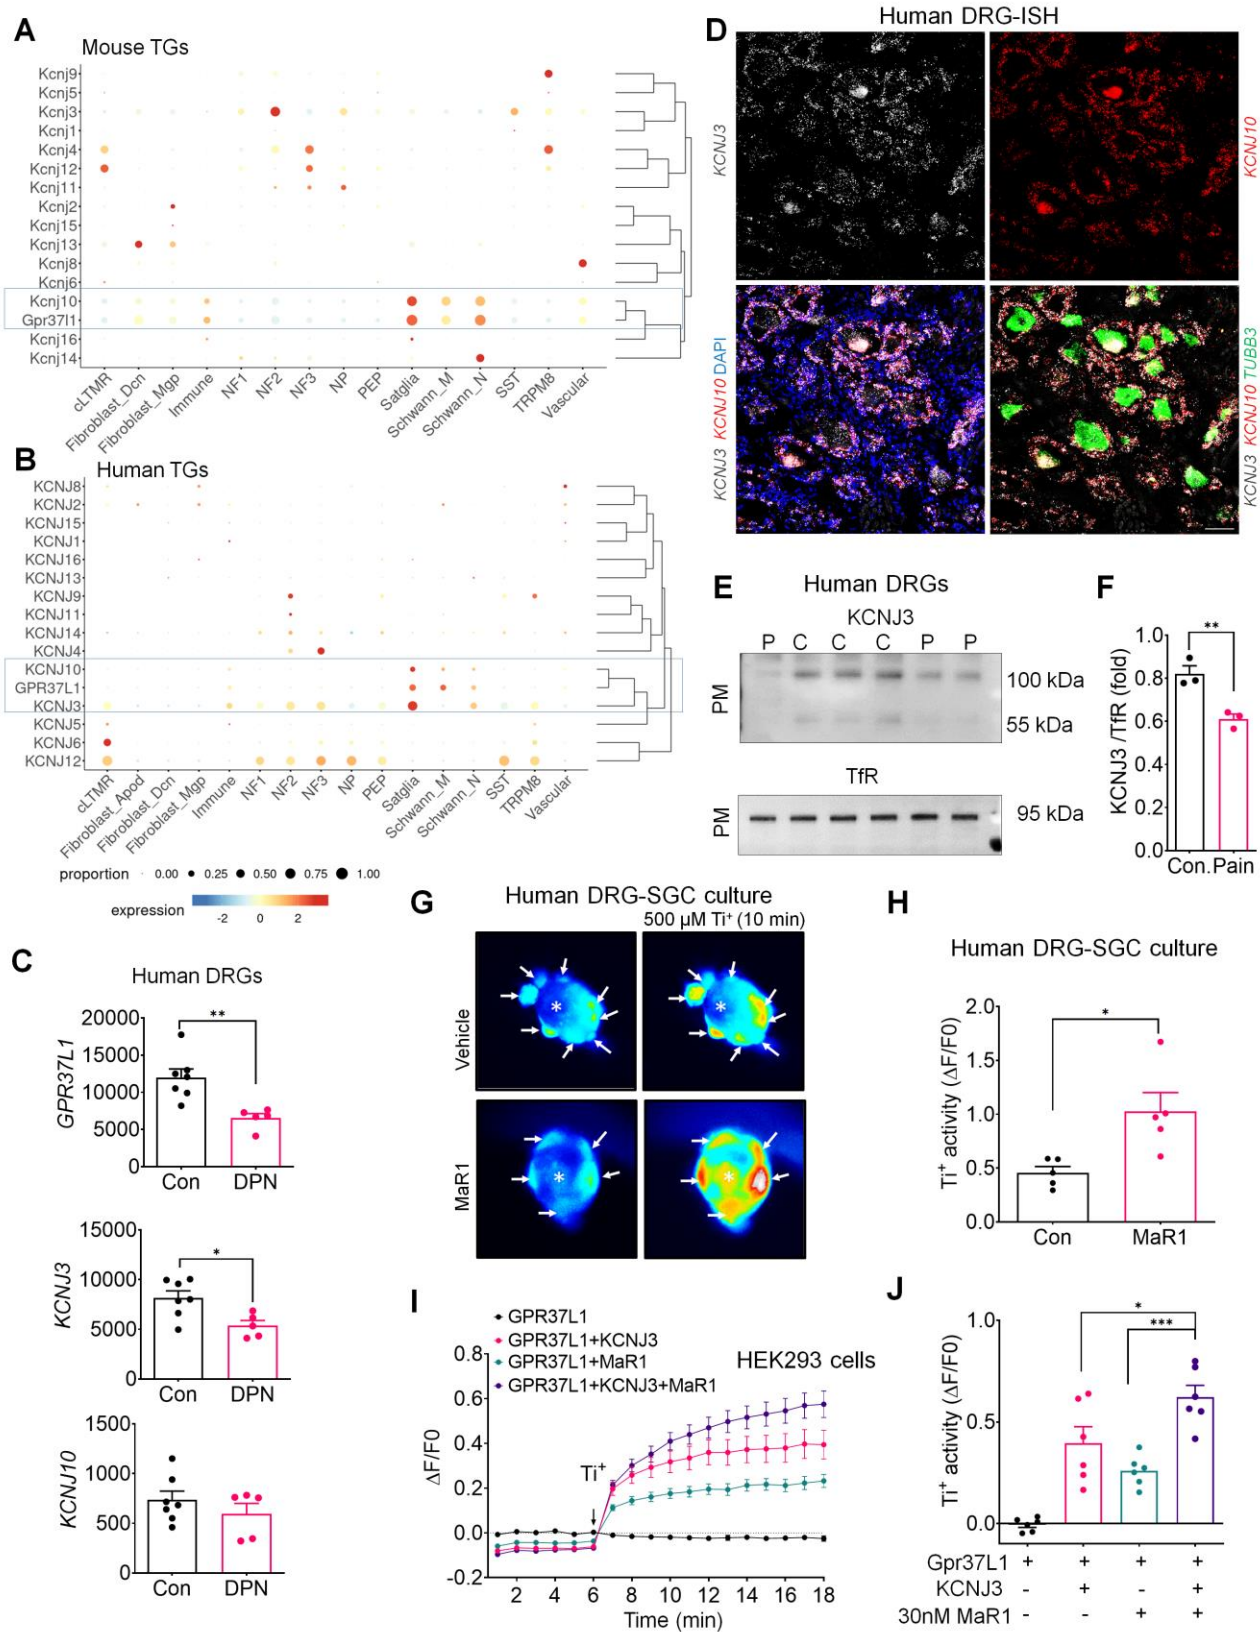 A
Mouse TGs
Kcnj9
Kcnj5
Kcnj3
Kcnj1
Kcnj4
Kcnj12
Kcnj11
Kcnj2
Kcnj15
Kcnj13
Kcnj8
Kcnj6
Kcnj10
Gpr37l1
Kcnj16
Kcnj14
cLTMR
Fibroblast_Dcn
Fibroblast_Mgp
Immune
NF1
NF2
NF3
NP
PEP
Satglia
Schwann_M
Schwann_N
SST
TRPM8
Vascular
B
Human TGs
KCNJ8
KCNJ2
KCNJ15
KCNJ1
KCNJ16
KCNJ13
KCNJ9
KCNJ11
KCNJ14
KCNJ4
KCNJ10
GPR37L1
KCNJ3
KCNJ5
KCNJ6
KCNJ12
cLTMR
Fibroblast_Apod
Fibroblast_Dcn
Fibroblast_Mgp
Immune
NF1
NF2
NF3
NP
PEP
Satglia
Schwann_M
Schwann_N
SST
TRPM8
Vascular
proportion 0.00 0.25 0.50 0.75 1.00
expression
-2 0 2
C
Human DRGs
GPR37L1
20000
15000
10000
5000
0
**
Con DPN
KCNJ3
15000
10000
5000
0
*
Con DPN
KCNJ10
1500
1000
500
0
Con DPN
D
Human DRG-ISH
KCNJ3
KCNJ10
KCNJ3 KCNJ10 DAPI
KCNJ3 KCNJ10 TUBB3
E
Human DRGs
KCNJ3
P C C C P P
PM
100 kDa
55 kDa
TfR
PM
95 kDa
F
KCNJ3 /TfR (fold)
1.0
0.8
0.6
0.4
0.2
0.0
**
Con. Pain
G
Human DRG-SGC culture
500 µM Ti+ (10 min)
Vehicle
*
*
MaR1
*
*
H
Human DRG-SGC culture
Ti+ activity (ΔF/F0)
2.0
1.5
1.0
0.5
0.0
*
Con MaR1
I
GPR37L1
GPR37L1+KCNJ3
GPR37L1+MaR1
GPR37L1+KCNJ3+MaR1
HEK293 cells
ΔF/F0
0.8
0.6
0.4
0.2
0.0
-0.2
Ti+
2 4 6 8 10 12 14 16 18
Time (min)
J
Ti+ activity (ΔF/F0)
1.0
0.5
0.0
*
***
Gpr37L1 + + + +
KCNJ3 - + - +
30nM MaR1 - - + +